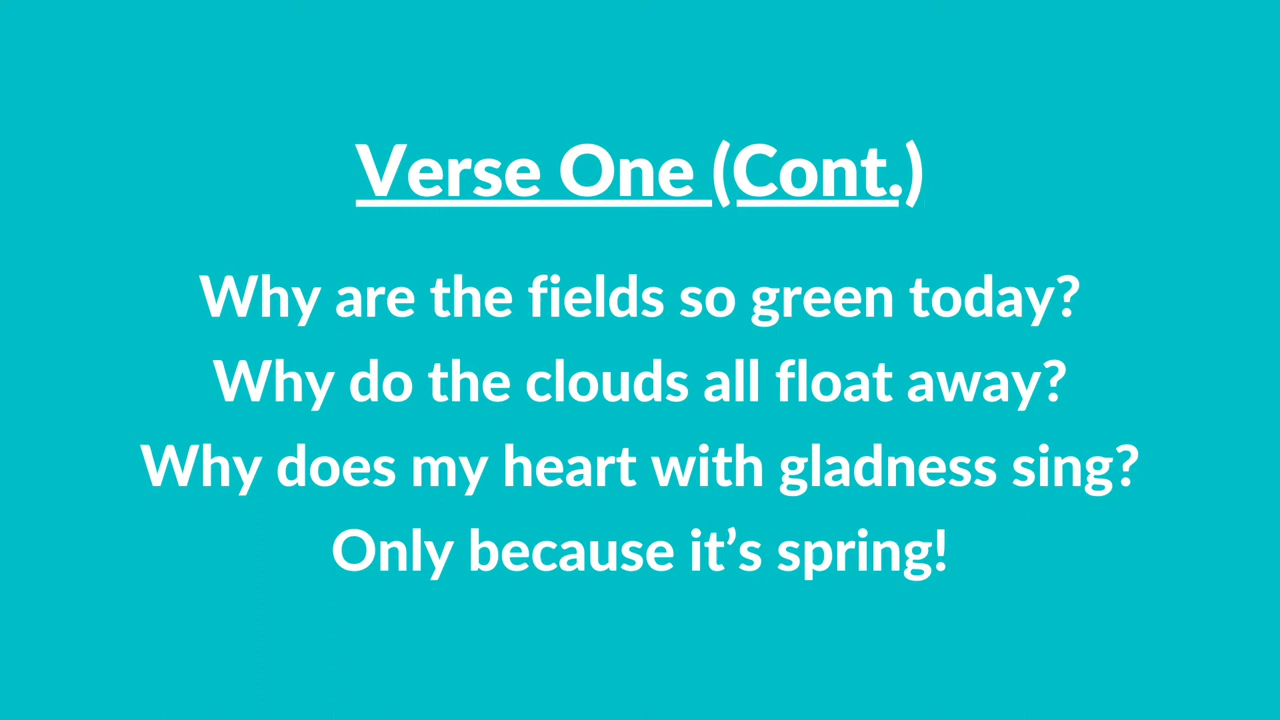 Verse One (Cont.)
Why are the fields so green today?
Why do the clouds all float away?
Why does my heart with gladness sing?
Only because it’s spring!